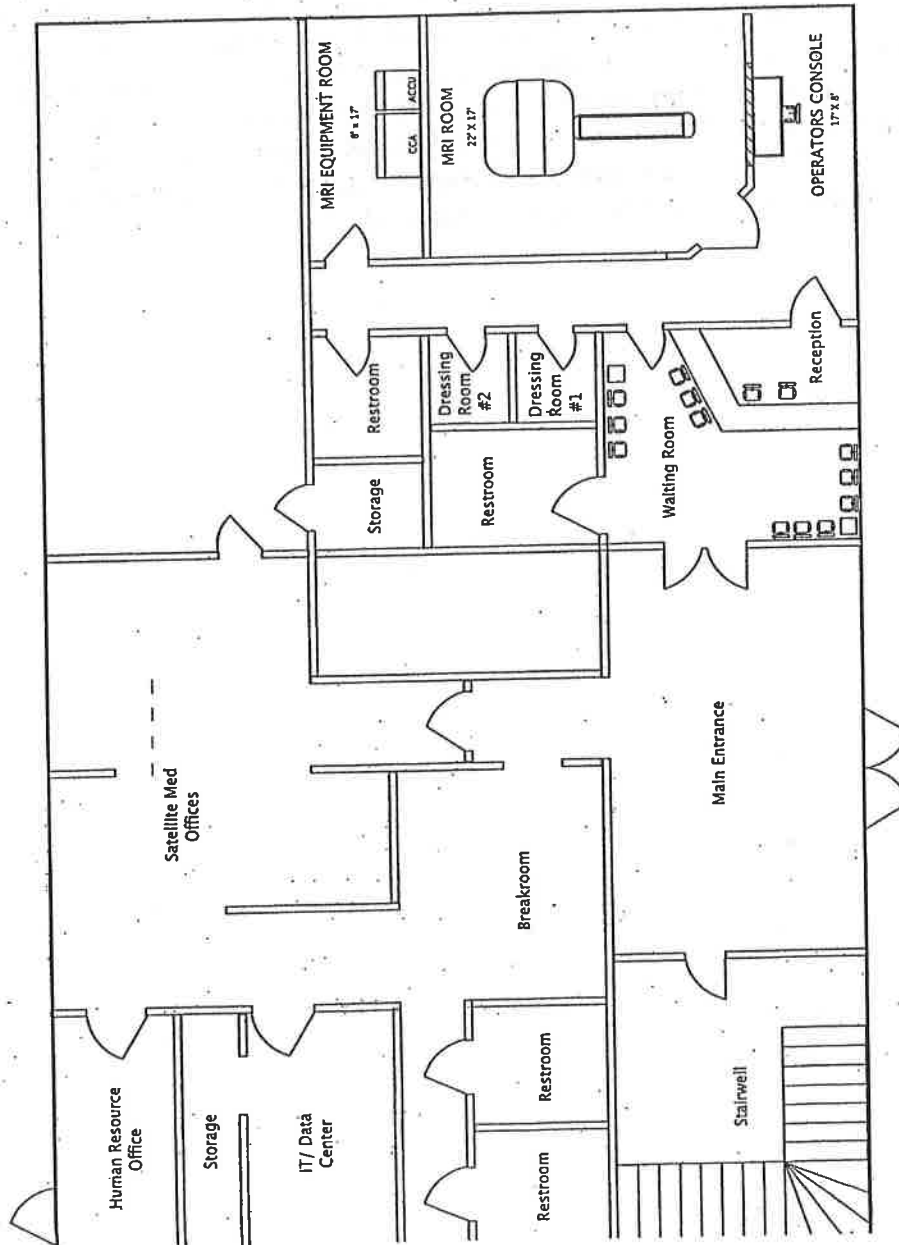 Human Resource
Office
Storage
IT/ Data
Center
Restroom
Restroom
Stairwell
Satellite Med
Offices
Breakroom
Main Entrance
Storage
Restroom
Restroom
Dressing
Room
#2
Dressing
Room
#1
Waiting Room
Reception
MRI EQUIPMENT ROOM
8' x 17'
CCA
ACCU
MRI ROOM
22' X 17'
OPERATORS CONSOLE
17' X 8'